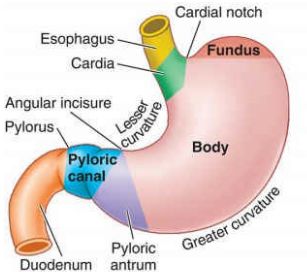 Cardial notch
Esophagus
Fundus
Cardia
Angular incisure
Lesser
curvature
Pylorus
Body
Pyloric
canal
Greater curvature
Duodenum
Pyloric
antrum